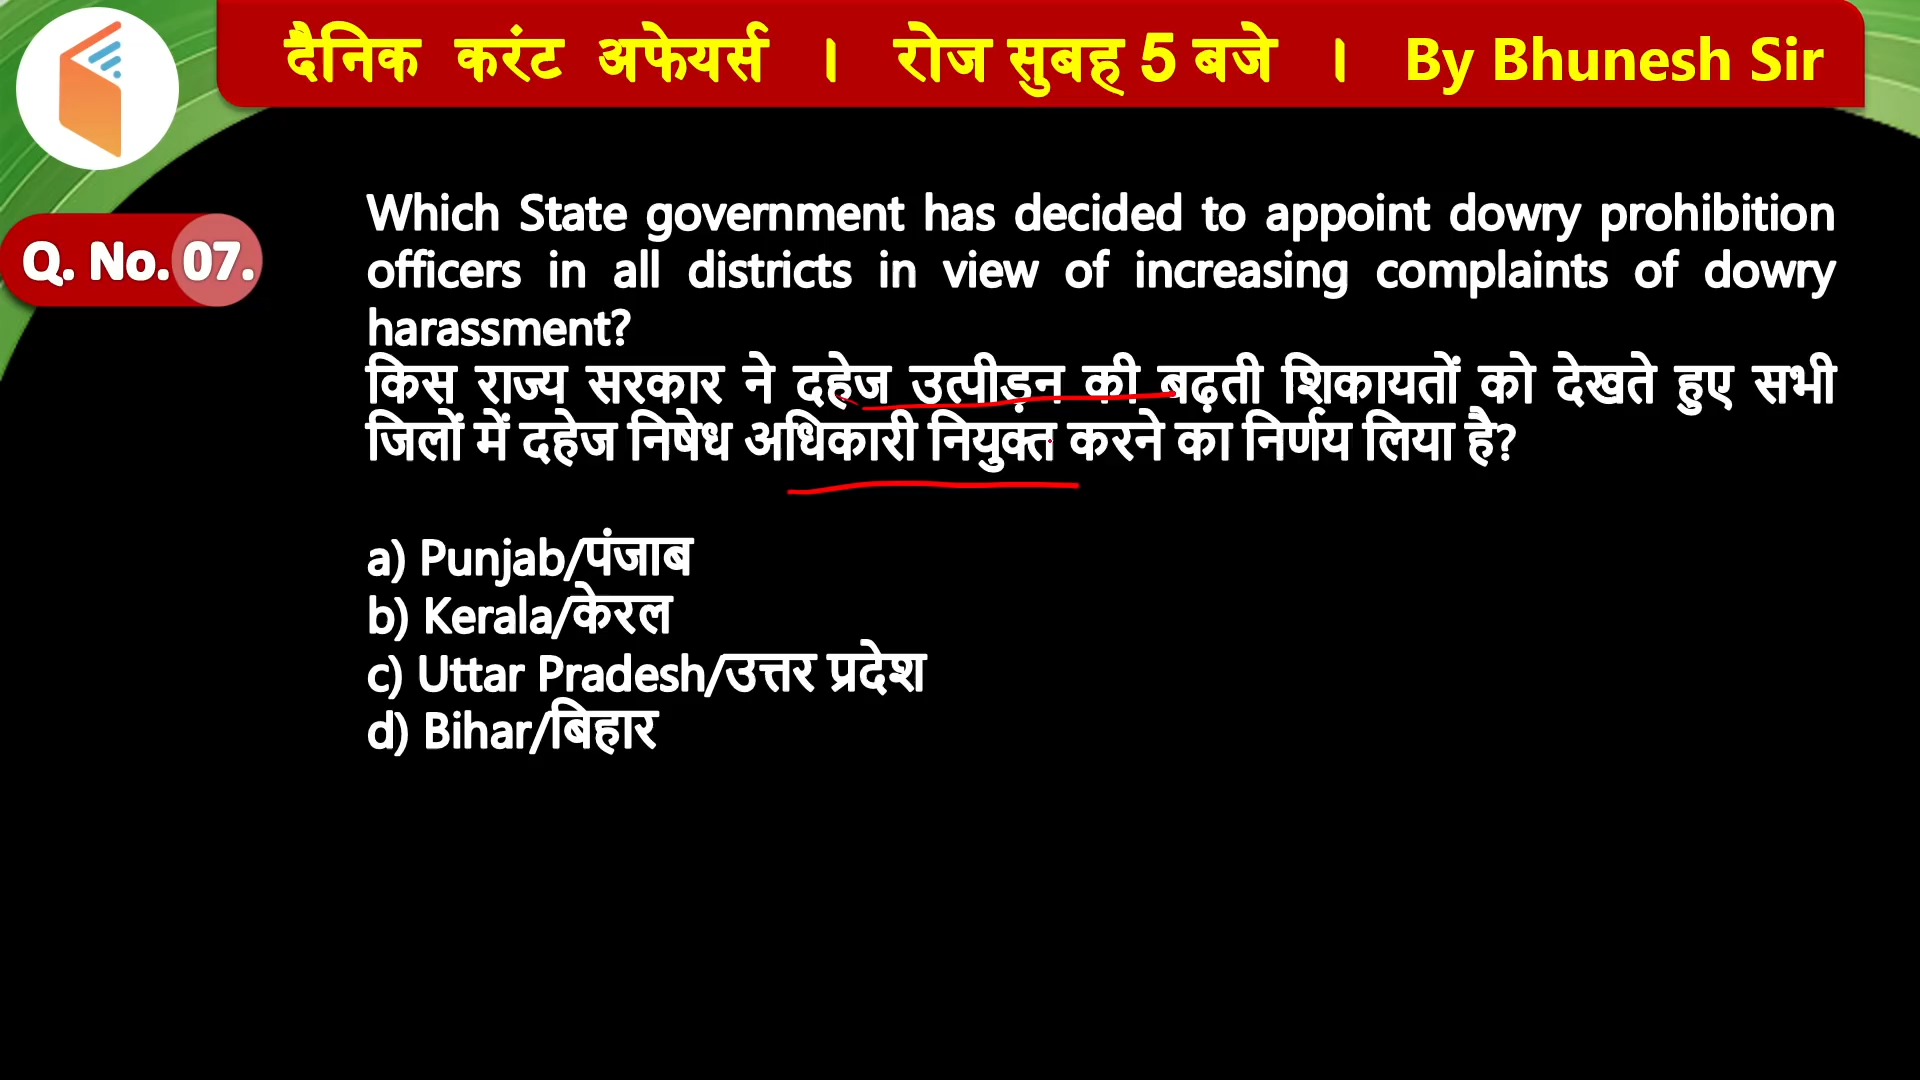 दैनिक करंट अफेयर्स । रोज सुबह 5 बजे । By Bhunesh Sir
Q. No. 07.
Which State government has decided to appoint dowry prohibition
officers in all districts in view of increasing complaints of dowry
harassment?
किस राज्य सरकार ने दहेज उत्पीड़न की बढ़ती शिकायतों को देखते हुए सभी
जिलों में दहेज निषेध अधिकारी नियुक्त करने का निर्णय लिया है?
a) Punjab/पंजाब
b) Kerala/केरल
c) Uttar Pradesh/उत्तर प्रदेश
d) Bihar/बिहार